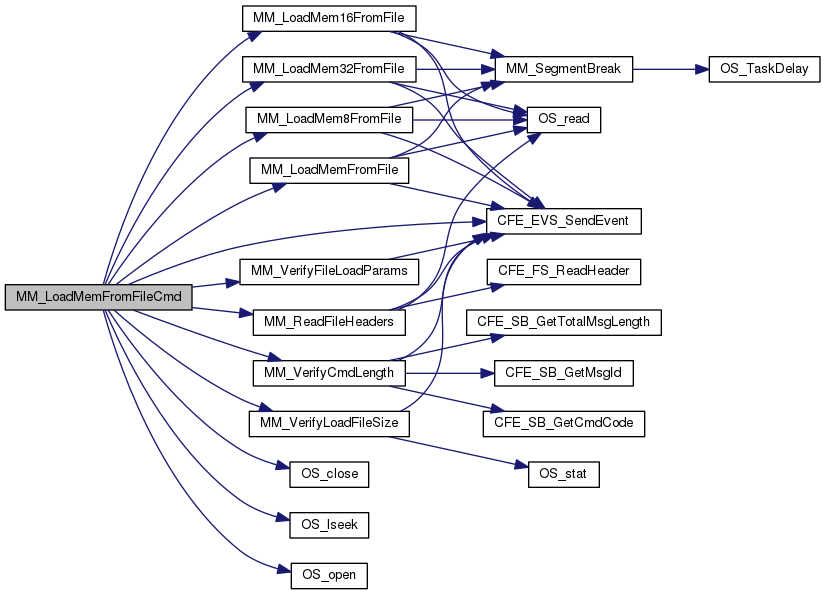 MM_LoadMem16FromFile
MM_LoadMem32FromFile
MM_SegmentBreak
OS_TaskDelay
MM_LoadMem8FromFile
OS_read
MM_LoadMemFromFile
CFE_EVS_SendEvent
MM_VerifyFileLoadParams
CFE_FS_ReadHeader
MM_LoadMemFromFileCmd
MM_ReadFileHeaders
CFE_SB_GetTotalMsgLength
MM_VerifyCmdLength
CFE_SB_GetMsgId
MM_VerifyLoadFileSize
CFE_SB_GetCmdCode
OS_close
OS_stat
OS_lseek
OS_open